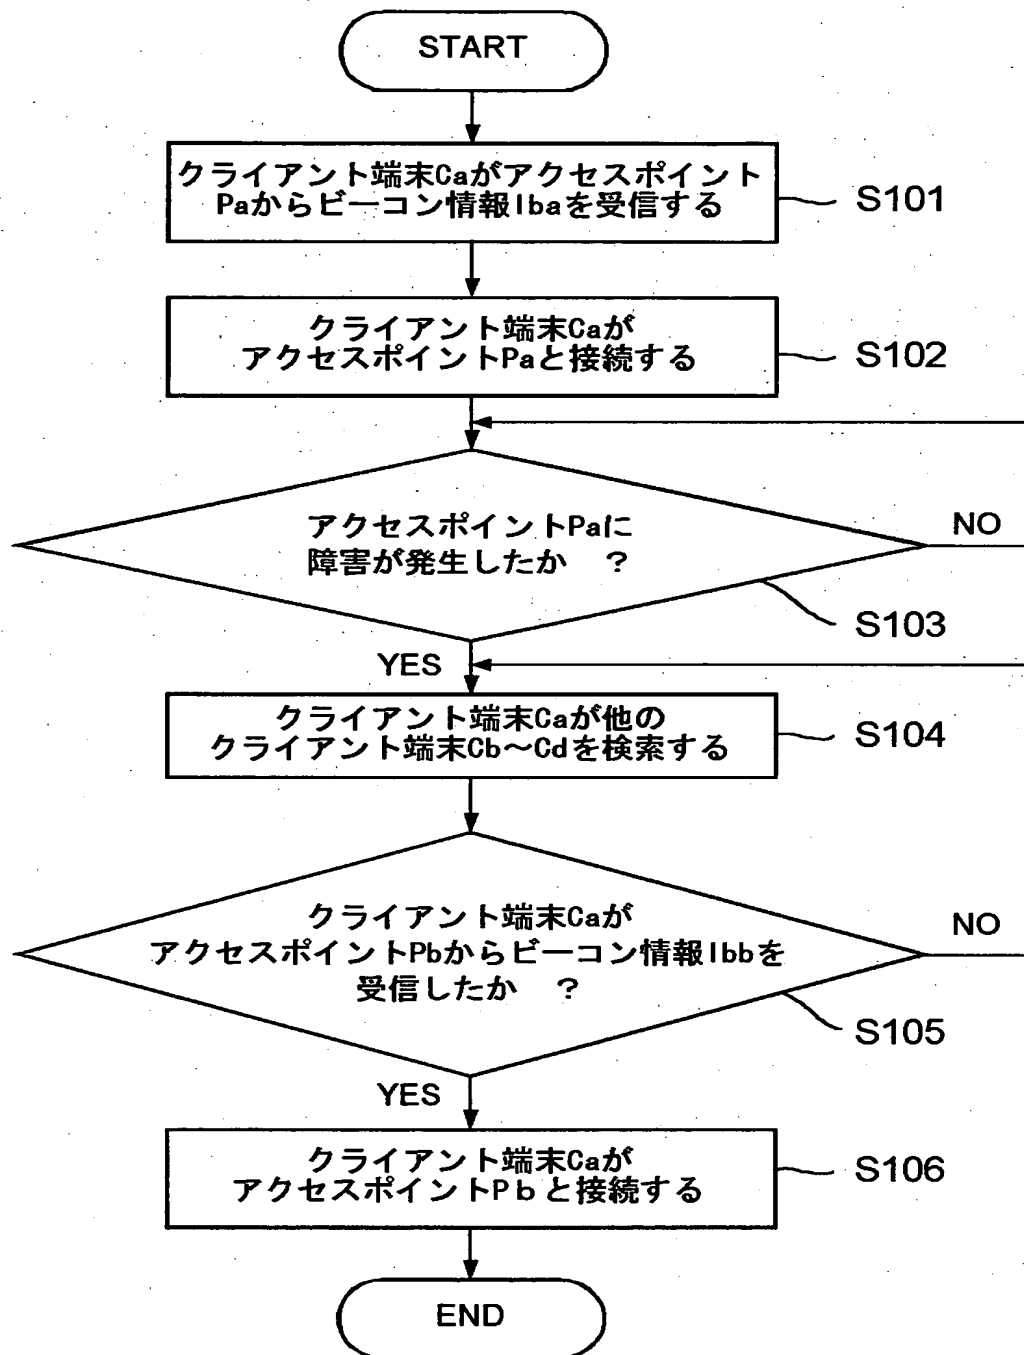 START
クライアント端末Caがアクセスポイント
Paからビーコン情報Ibaを受信する
S101
クライアント端末Caが
アクセスポイントPaと接続する
S102
アクセスポイントPaに
障害が発生したか ?
NO
S103
YES
クライアント端末Caが他の
クライアント端末Cb～Cdを検索する
S104
クライアント端末Caが
アクセスポイントPbからビーコン情報Ibbを
受信したか ?
NO
S105
YES
クライアント端末Caが
アクセスポイントPbと接続する
S106
END